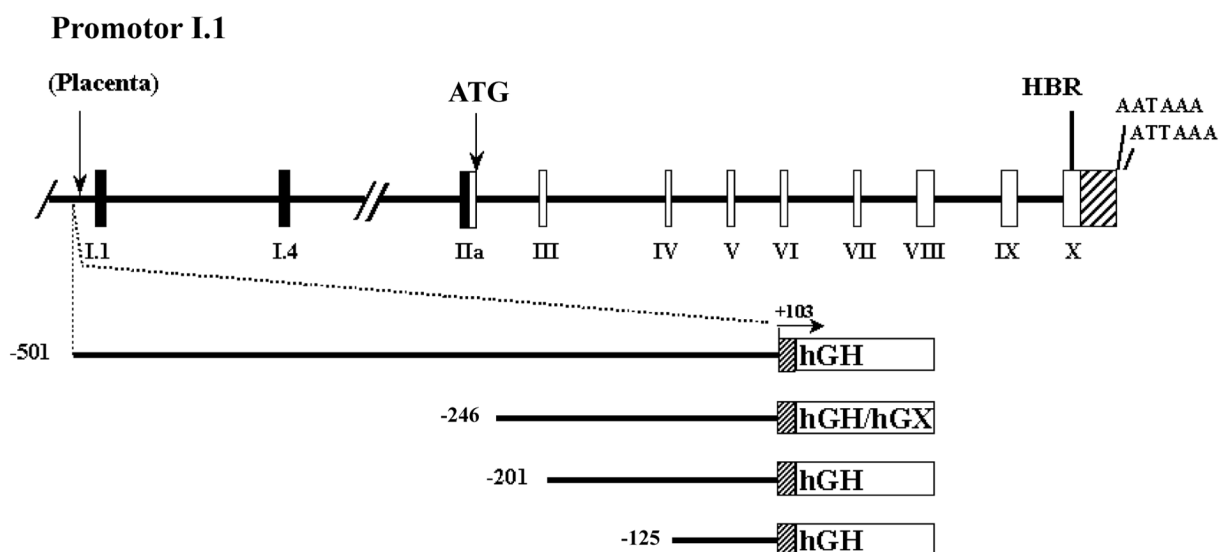 Promotor I.1
(Placenta)
ATG
HBR
AATAAA
ATTAAA
I.1 I.4 IIa III IV V VI VII VIII IX X
+103
-501 hGH
-246 hGH/hGX
-201 hGH
-125 hGH